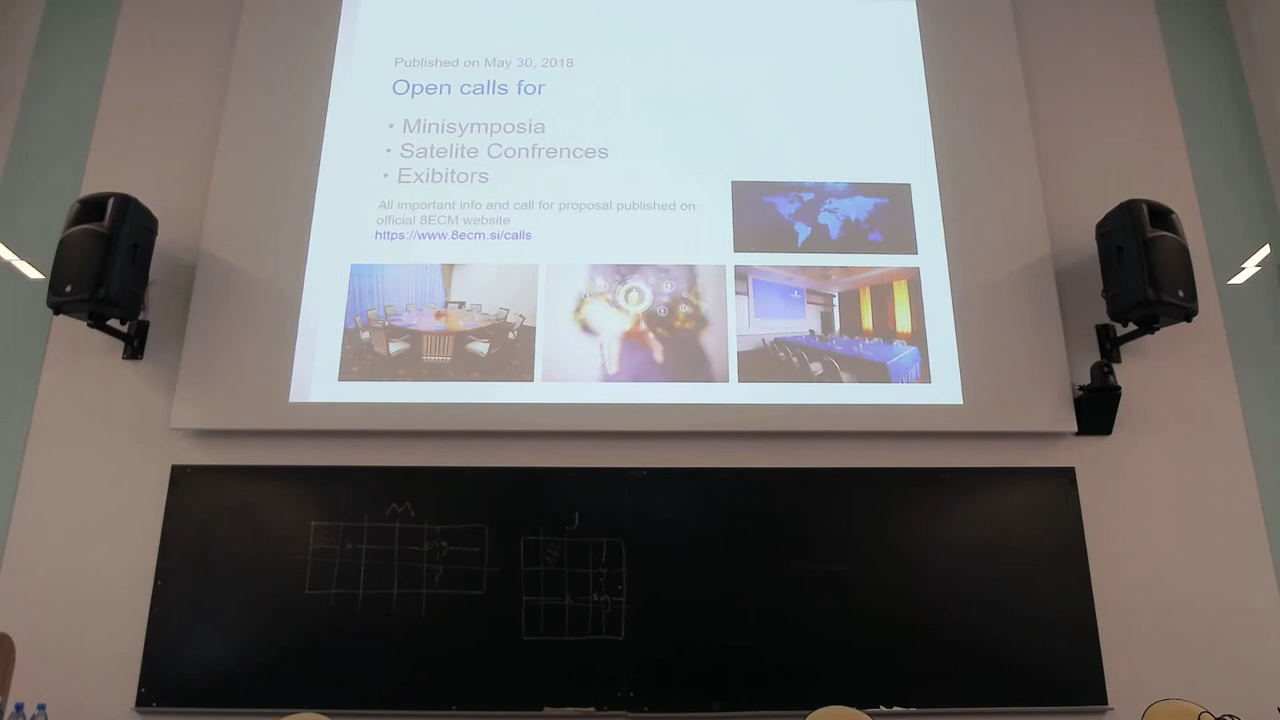 Published on May 30, 2018
Open calls for
• Minisymposia
• Satelite Confrences
• Exibitors
All important info and call for proposal published on
official 8ECM website
https://www.8ecm.si/calls
M
J